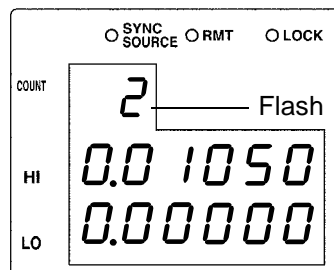 SYNC
SOURCE RMT LOCK
COUNT 2 Flash
HI 0.01050
LO 0.00000